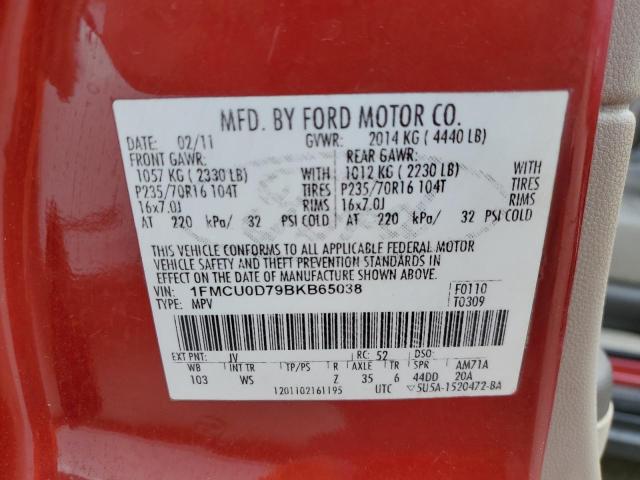 MFD. BY FORD MOTOR CO.
DATE: 02/11 GVWR: 2014 KG ( 4440 LB)
FRONT GAWR: REAR GAWR:
1057 KG ( 2330 LB) WITH 1012 KG ( 2230 LB) WITH
P235/70R16 104T TIRES P235/70R16 104T TIRES
16x7.0J RIMS 16x7.0J RIMS
AT 220 kPa/ 32 PSI COLD AT 220 kPa/ 32 PSI COLD
THIS VEHICLE CONFORMS TO ALL APPLICABLE FEDERAL MOTOR
VEHICLE SAFETY AND THEFT PREVENTION STANDARDS IN
EFFECT ON THE DATE OF MANUFACTURE SHOWN ABOVE.
VIN: 1FMCU0D79BKB65038 F0110
TYPE: MPV T0309
EXT PNT: JV RC: 52 DSO:
WB INT TR TP/PS R AXLE TR SPR AM71A
103 WS Z 35 6 44DD 20A
1201102161195 UTC 5U5A-1520472-BA